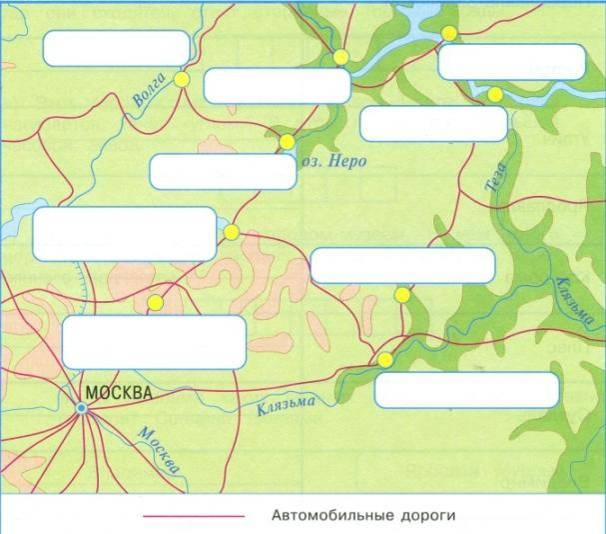 Волга
оз. Неро
Теза
Клязьма
МОСКВА
Клязьма
Москва
Автомобильные дороги